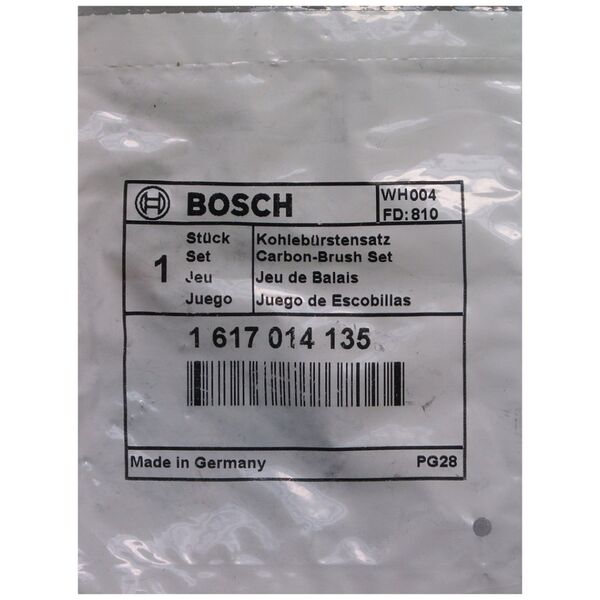 BOSCH
WH004
FD:810
1
Stück
Set
Jeu
Juego
Kohlebürstensatz
Carbon-Brush Set
Jeu de Balais
Juego de Escobillas
1 617 014 135
Made in Germany
PG28